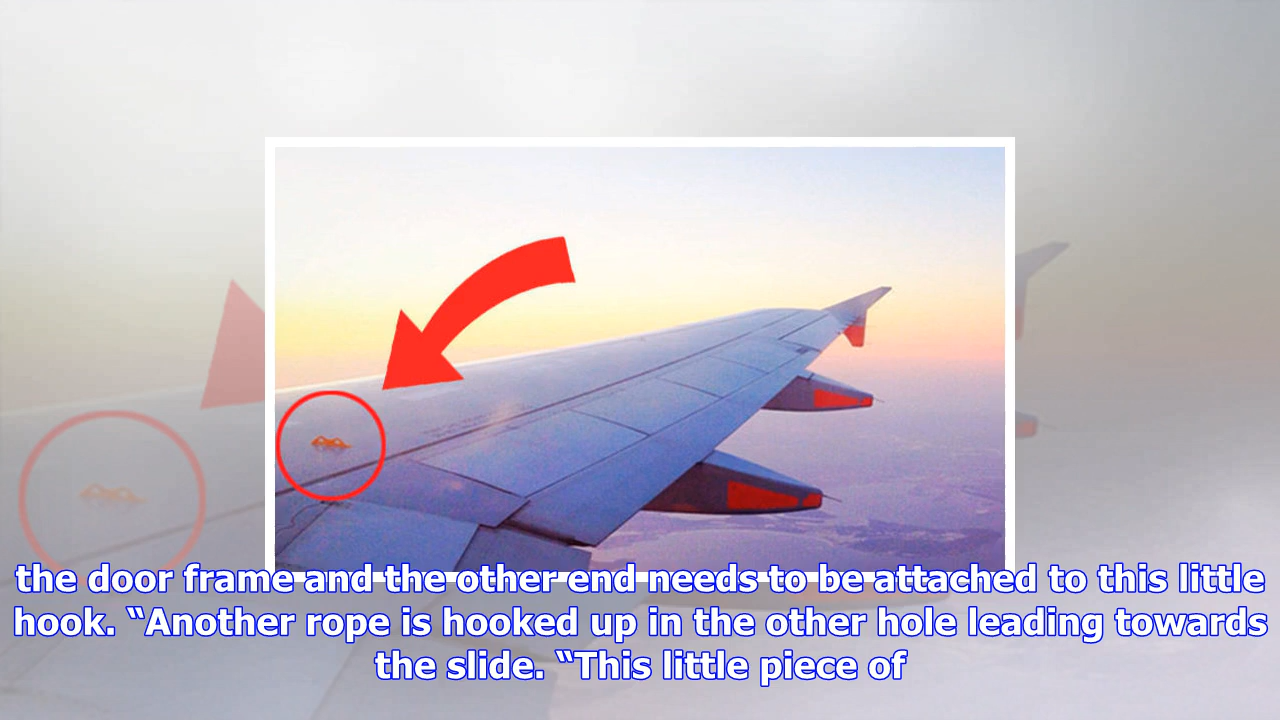 the door frame and the other end needs to be attached to this little
hook. “Another rope is hooked up in the other hole leading towards
the slide. “This little piece of